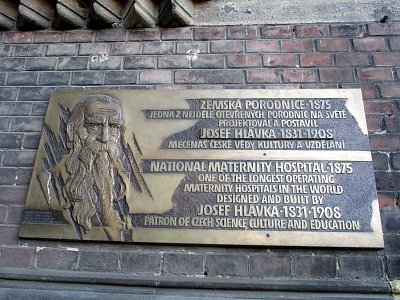 ZEMSKÁ PORODNICE·1875
JEDNA Z NEJDÉLE OTEVŘENÝCH PORODNIC NA SVĚTĚ
PROJEKTOVAL A POSTAVIL
JOSEF HLÁVKA·1831-1908
MECENÁŠ ČESKÉ VĚDY, KULTURY A VZDĚLÁNÍ
NATIONAL MATERNITY HOSPITAL·1875
ONE OF THE LONGEST OPERATING
MATERNITY HOSPITALS IN THE WORLD
DESIGNED AND BUILT BY
JOSEF HLÁVKA·1831-1908
PATRON OF CZECH SCIENCE, CULTURE AND EDUCATION